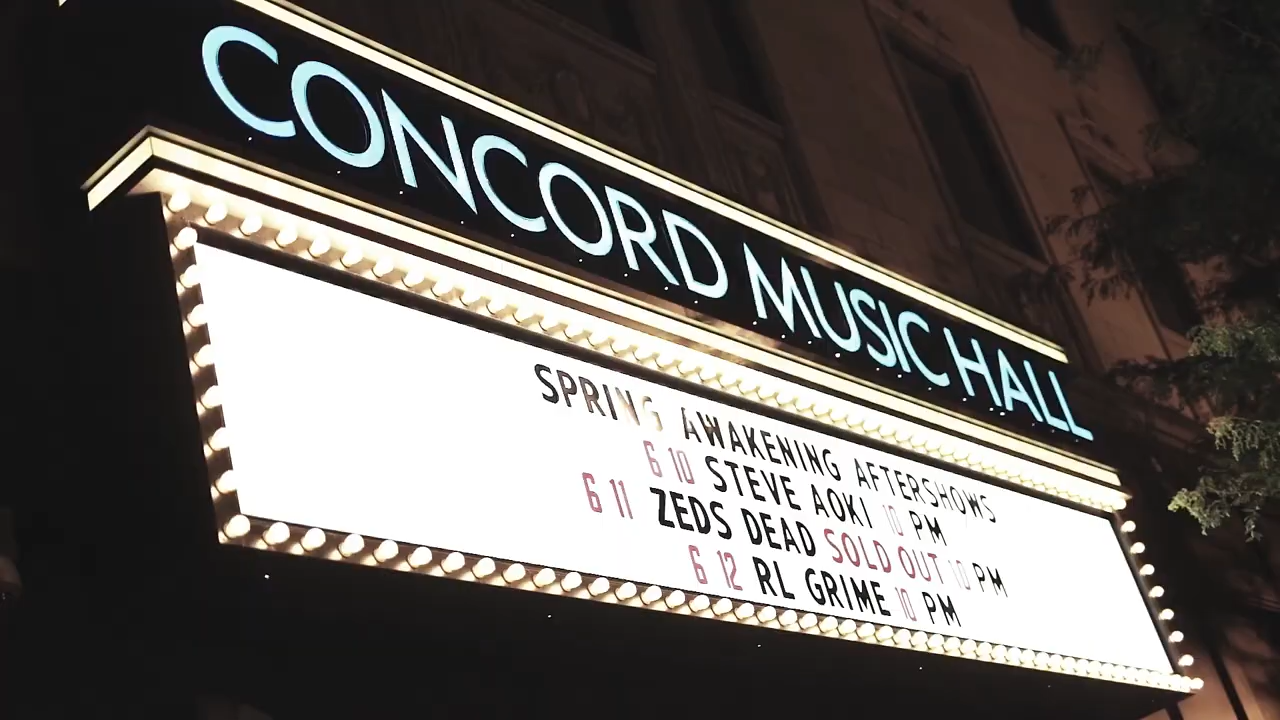 CONCORD MUSIC HALL
SPRING AWAKENING AFTERSHOWS
6 10 STEVE AOKI 10 PM
6 11 ZEDS DEAD SOLD OUT 10 PM
6 12 RL GRIME 10 PM